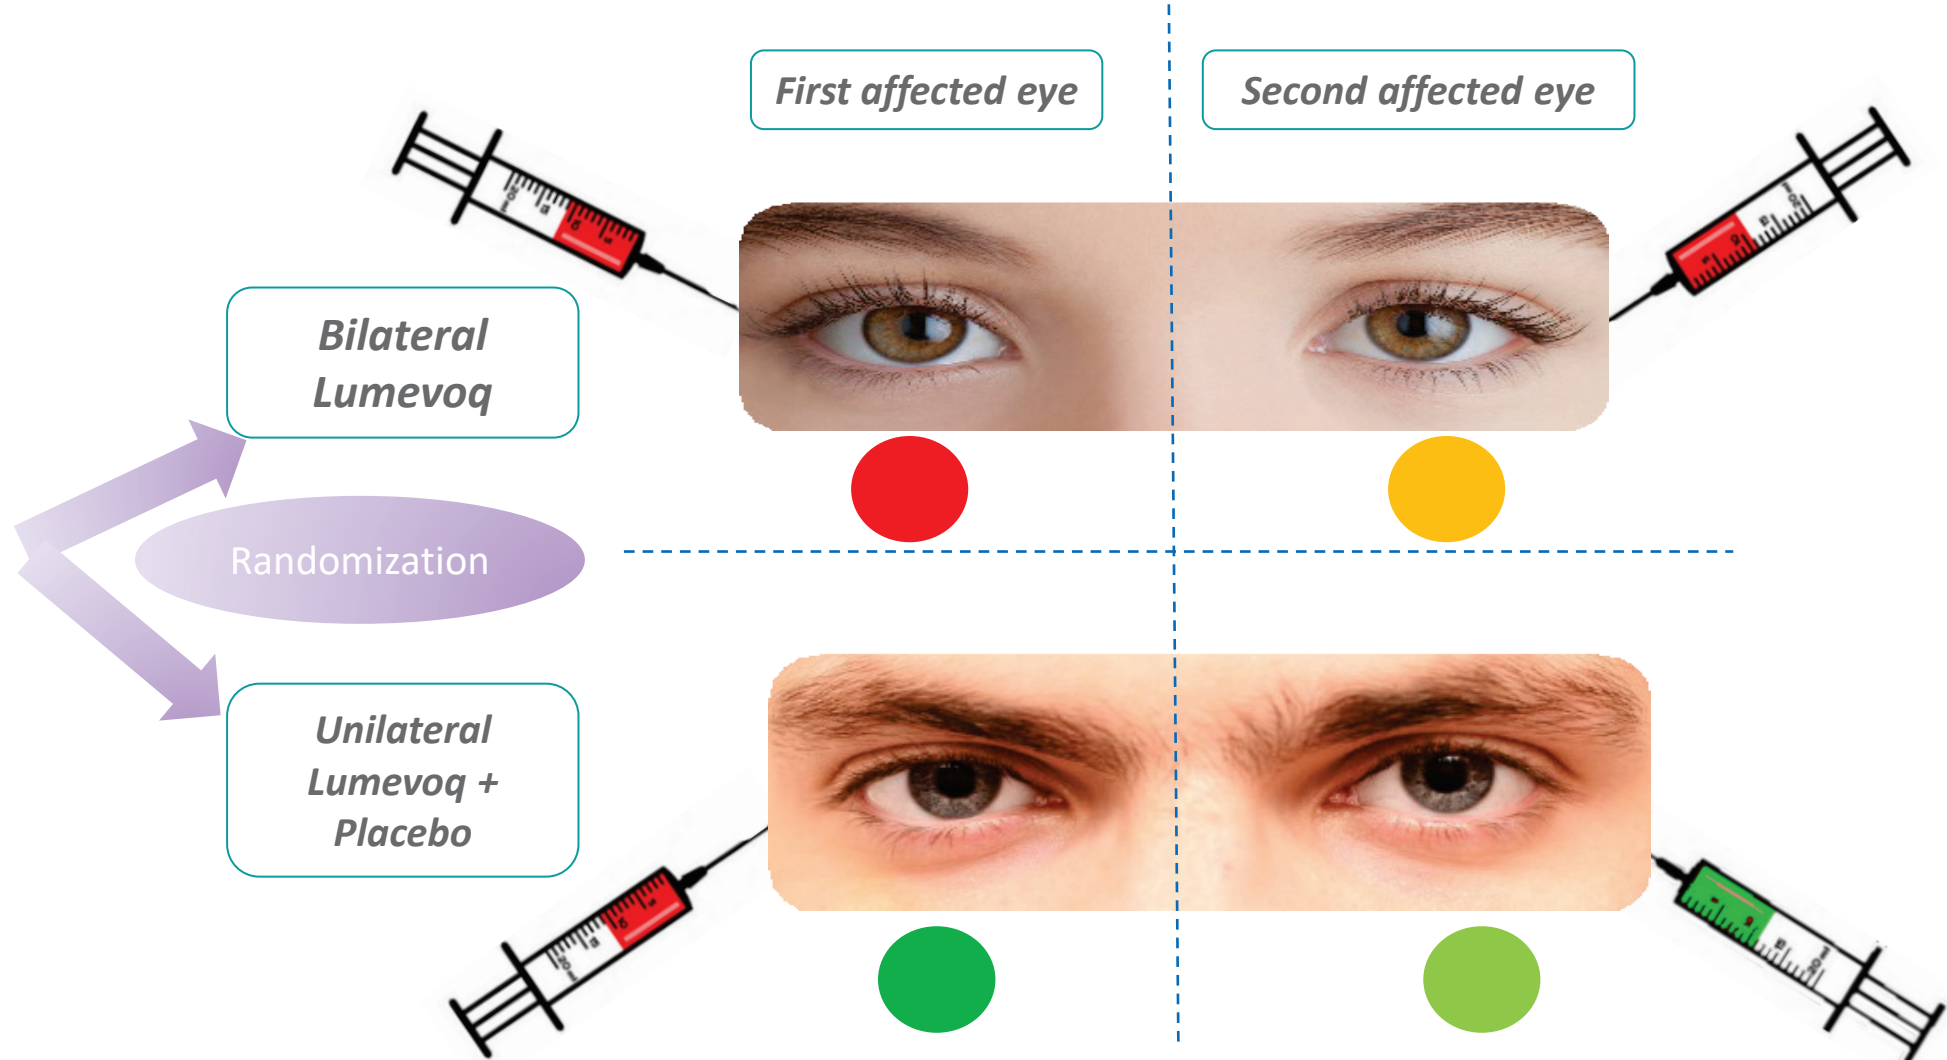 First affected eye
Second affected eye
Bilateral
Lumevoq
Randomization
Unilateral
Lumevoq +
Placebo